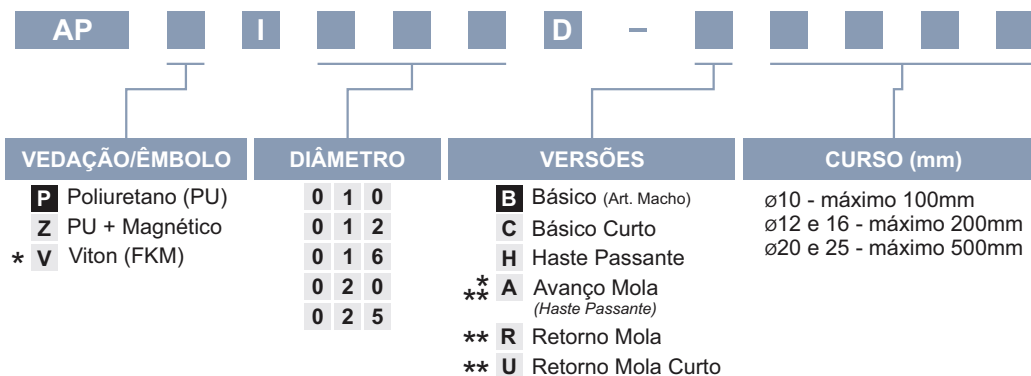 AP I D –
VEDAÇÃO/ÊMBOLO
P Poliuretano (PU)
Z PU + Magnético
* V Viton (FKM)
DIÂMETRO
0 1 0
0 1 2
0 1 6
0 2 0
0 2 5
VERSÕES
B Básico (Art. Macho)
C Básico Curto
H Haste Passante
* ** A Avanço Mola
(Haste Passante)
** R Retorno Mola
** U Retorno Mola Curto
CURSO (mm)
ø10 - máximo 100mm
ø12 e 16 - máximo 200mm
ø20 e 25 - máximo 500mm